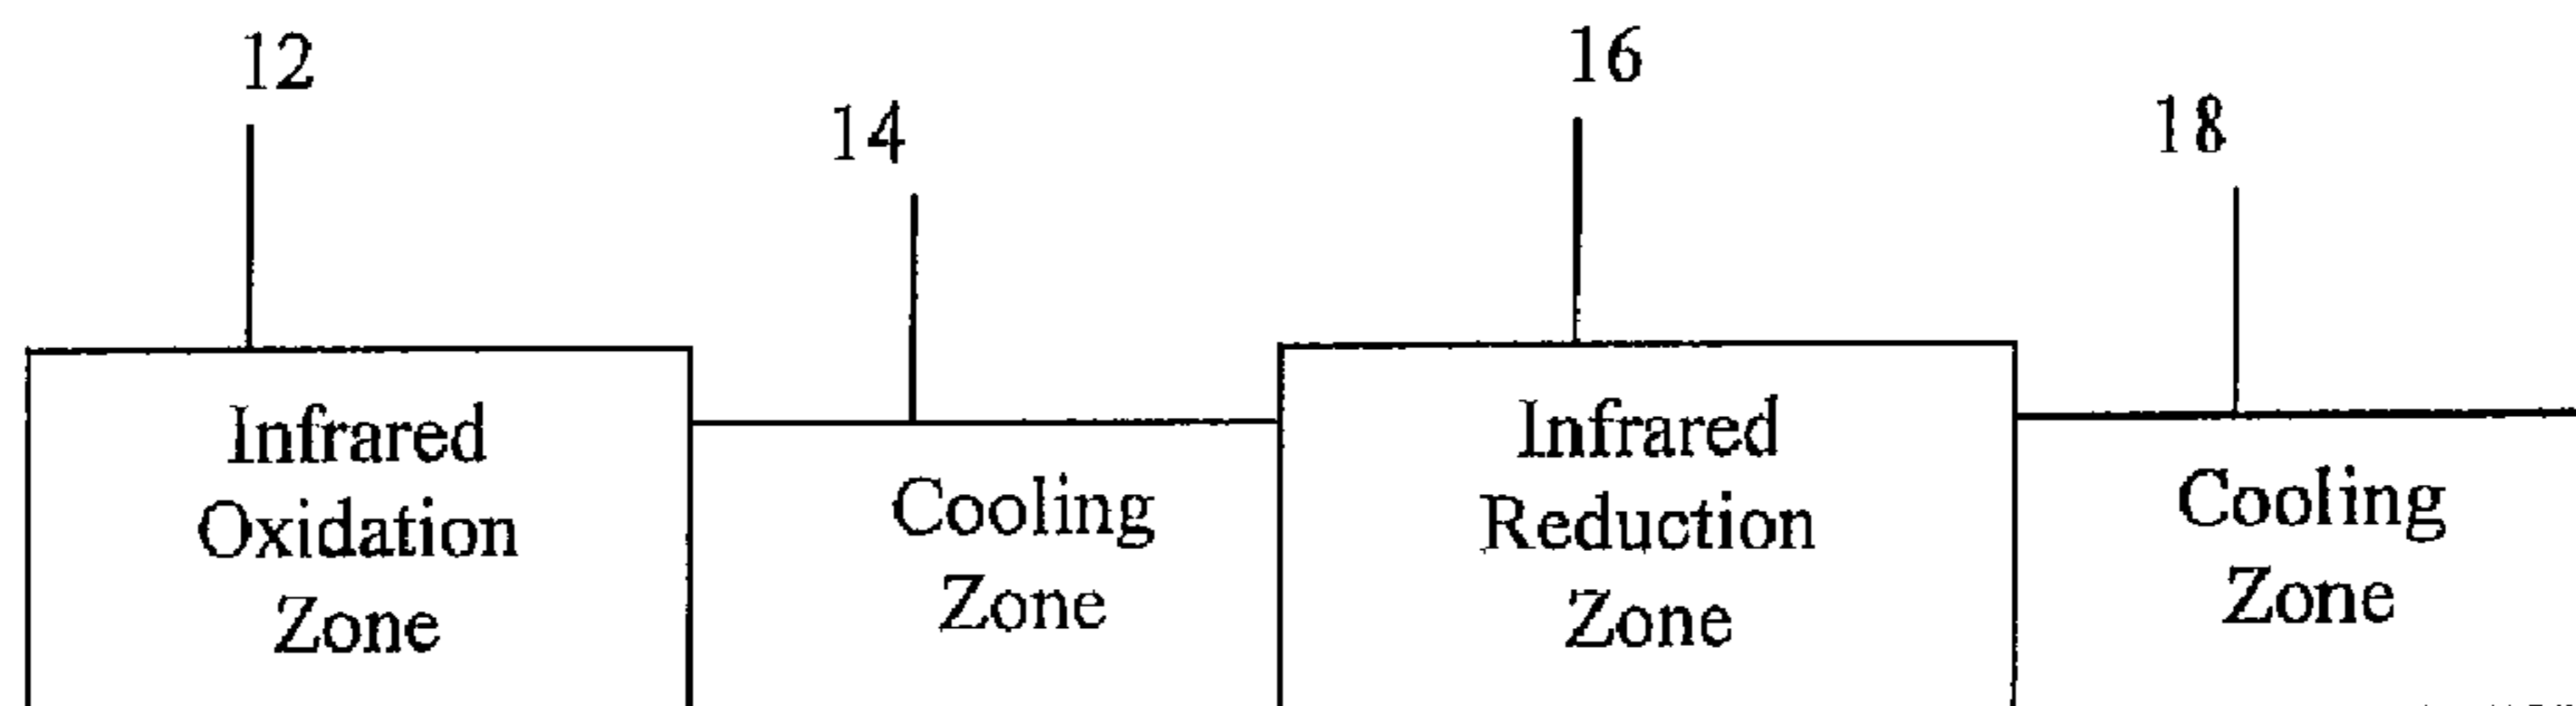 12
14
16
18
Infrared
Oxidation
Zone
Cooling
Zone
Infrared
Reduction
Zone
Cooling
Zone